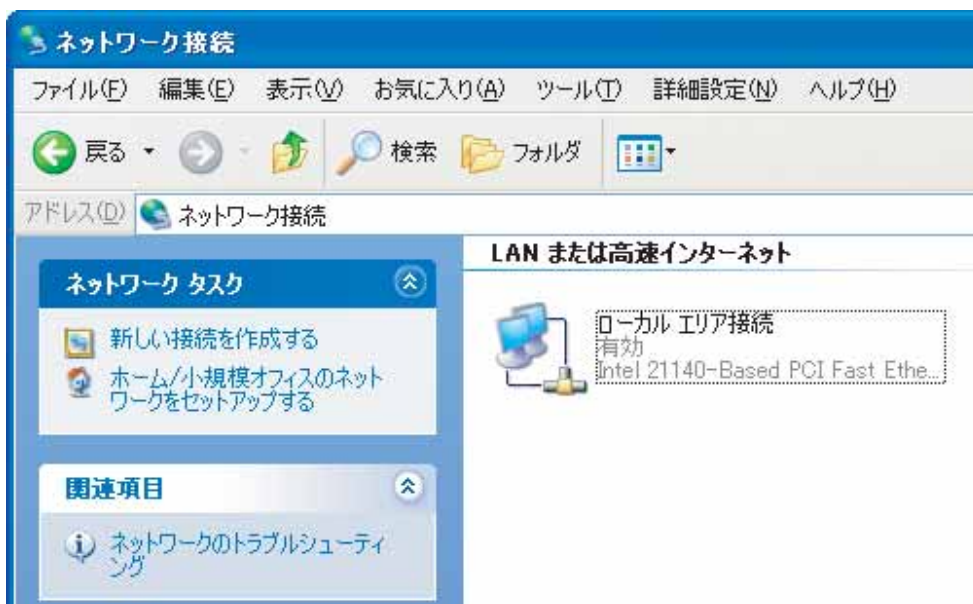 ネットワーク接続
ファイル(F) 編集(E) 表示(V) お気に入り(A) ツール(T) 詳細設定(N) ヘルプ(H)
戻る 検索 フォルダ
アドレス(D) ネットワーク接続
ネットワーク タスク
新しい接続を作成する
ホーム/小規模オフィスのネット
ワークをセットアップする
関連項目
ネットワークのトラブルシューティ
ング
LAN または高速インターネット
ローカル エリア接続
有効
Intel 21140-Based PCI Fast Ethe...